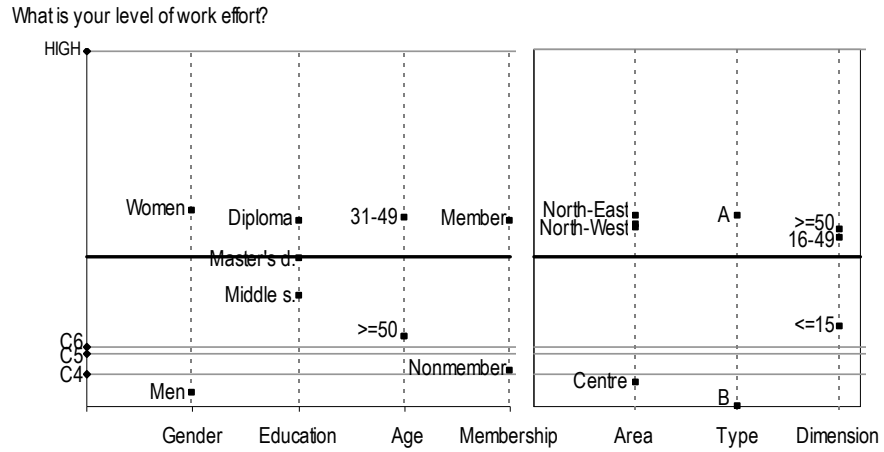 What is your level of work effort?
HIGH
Women
Diploma
31-49
Member
North-East
North-West
A
>=50
16-49
Master's d.
Middle s.
>=50
<=15
C6
C5
C4
Nonmember
Centre
Men
B
Gender Education Age Membership Area Type Dimension